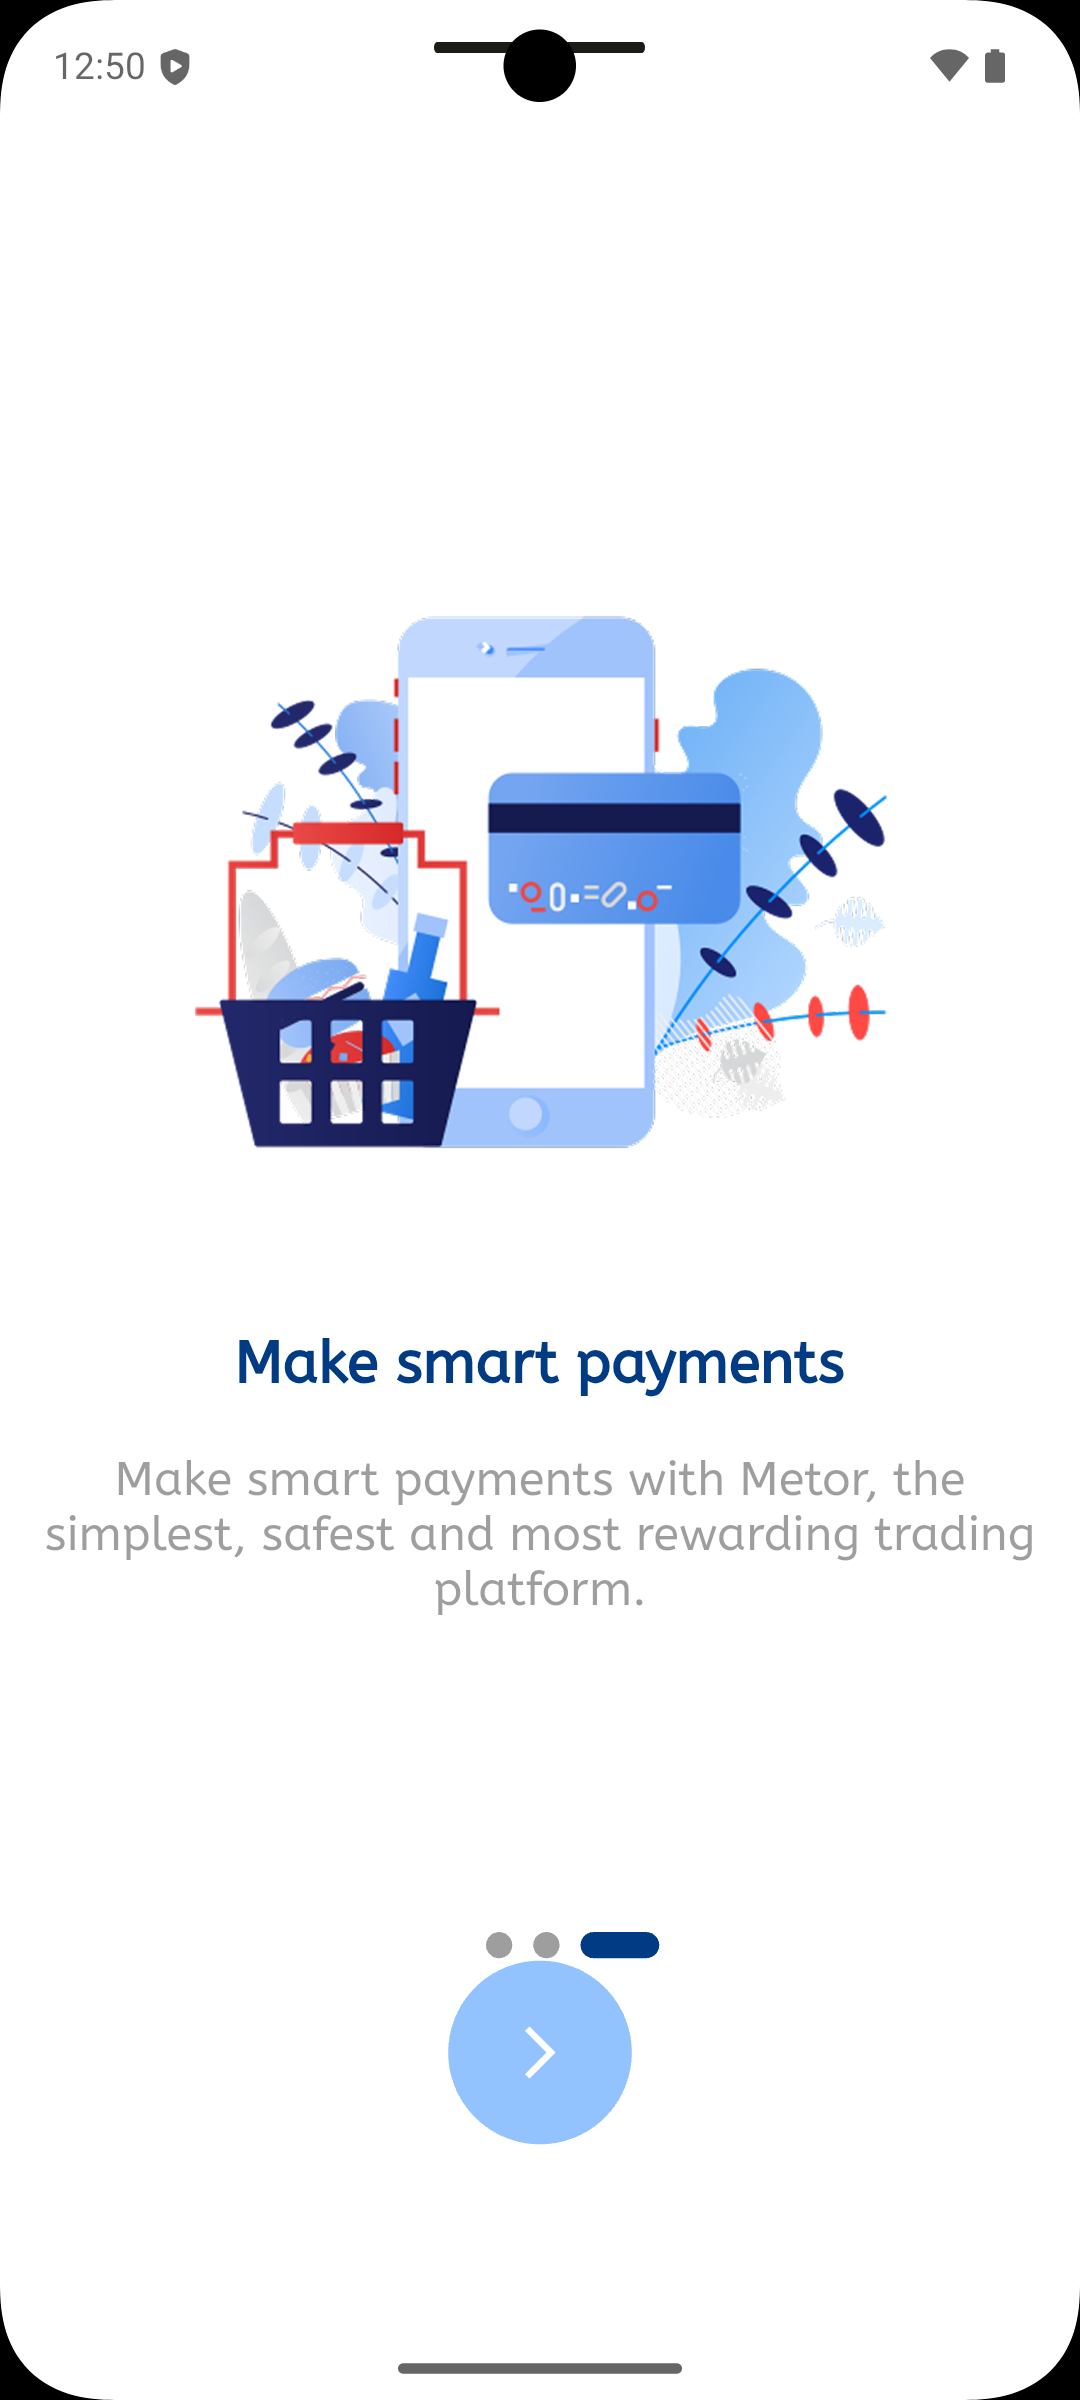 12:50
Make smart payments
Make smart payments with Metor, the
simplest, safest and most rewarding trading
platform.